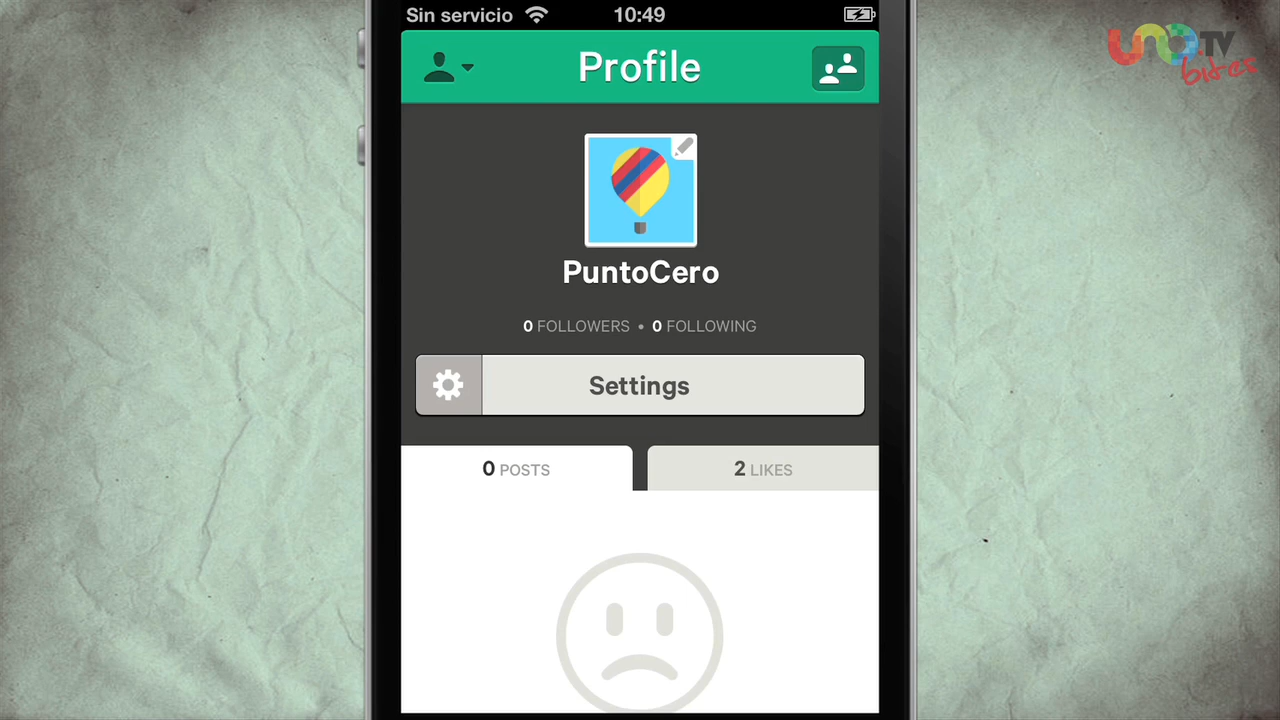 Sin servicio 10:49
UNO.TV
bites
Profile
PuntoCero
0 FOLLOWERS • 0 FOLLOWING
Settings
0 POSTS 2 LIKES